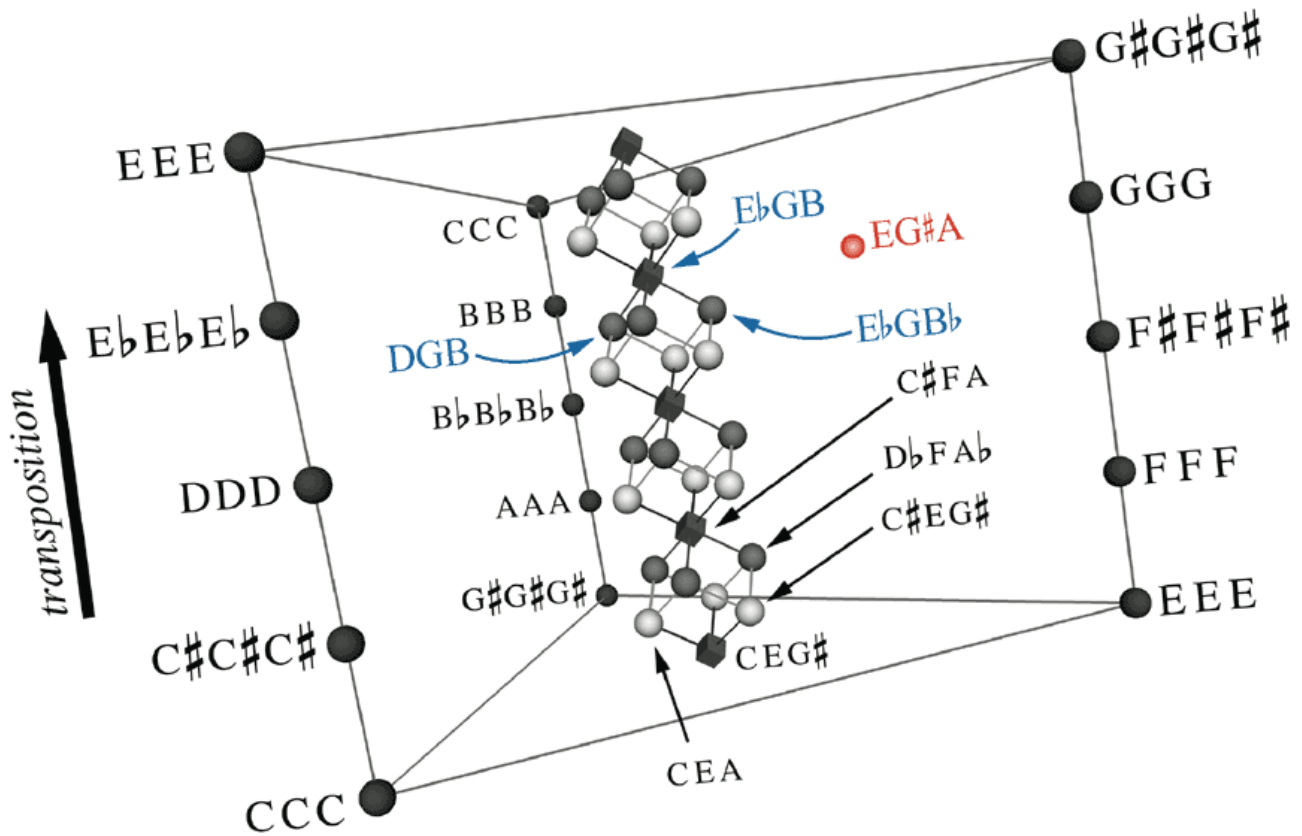 G♯G♯G♯
EEE
GGG
E♭GB
CCC
EG♯A
BBB
E♭E♭E♭
E♭GB♭
F♯F♯F♯
DGB
C♯FA
B♭B♭B♭
D♭FA♭
FFF
DDD
AAA
C♯EG♯
transposition
G♯G♯G♯
EEE
C♯C♯C♯
CEG♯
CEA
CCC